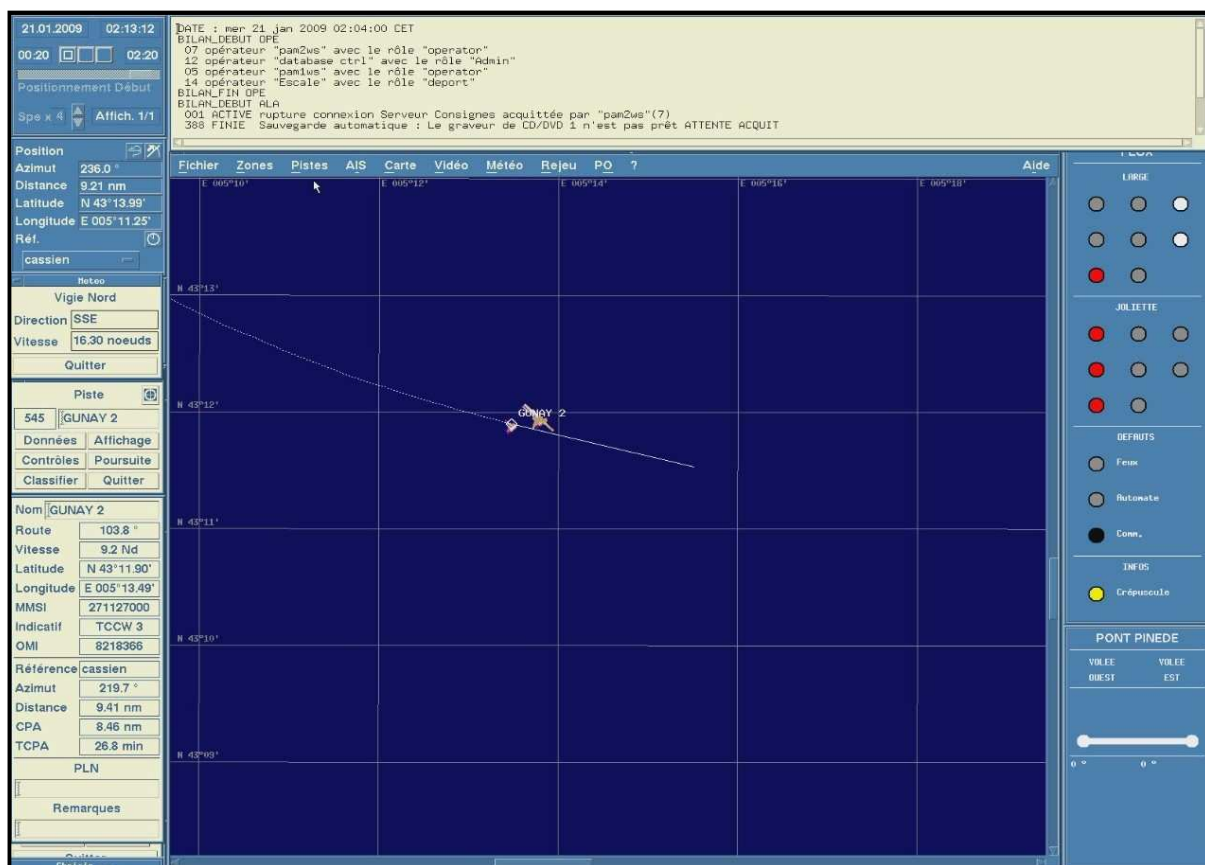 21.01.2009 02:13:12
00:20 02:20
Positionnement Début
Spe x 4 Affich. 1/1
DATE : mer 21 jan 2009 02:04:00 CET
BILAN_DEBUT OPE
07 opérateur "pam2ws" avec le rôle "operator"
12 opérateur "database ctrl" avec le rôle "Admin"
05 opérateur "pam1ws" avec le rôle "operator"
14 opérateur "Escale" avec le rôle "deport"
BILAN_FIN OPE
BILAN_DEBUT ALA
001 ACTIVE rupture connexion Serveur Consignes acquittée par "pam2ws"(7)
388 FINIE Sauvegarde automatique : Le graveur de CD/DVD 1 n'est pas prêt ATTENTE ACQUIT
Position
Azimut 236.0 °
Distance 9.21 nm
Latitude N 43°13.99'
Longitude E 005°11.25'
Réf.
cassien
Meteo
Vigie Nord
Direction SSE
Vitesse 16.30 noeuds
Quitter
Piste
545 GUNAY 2
Données Affichage
Contrôles Poursuite
Classifier Quitter
Nom GUNAY 2
Route 103.8 °
Vitesse 9.2 Nd
Latitude N 43°11.90'
Longitude E 005°13.49'
MMSI 271127000
Indicatif TCCW 3
OMI 8218366
Référence cassien
Azimut 219.7 °
Distance 9.41 nm
CPA 8.46 nm
TCPA 26.8 min
PLN
Remarques
Quitter
Fichier Zones Pistes AIS Carte Vidéo Météo Rejeu PO ? Aide
E 005°10' E 005°12' E 005°14' E 005°16' E 005°18'
N 43°13'
N 43°12'
GUNAY 2
N 43°11'
N 43°10'
N 43°09'
LARGE
JOLIETTE
DEFAUTS
Feux
Automate
Comm.
INFOS
Crépuscule
PONT PINEDE
VOLEE VOLEE
OUEST EST
0 ° 0 °